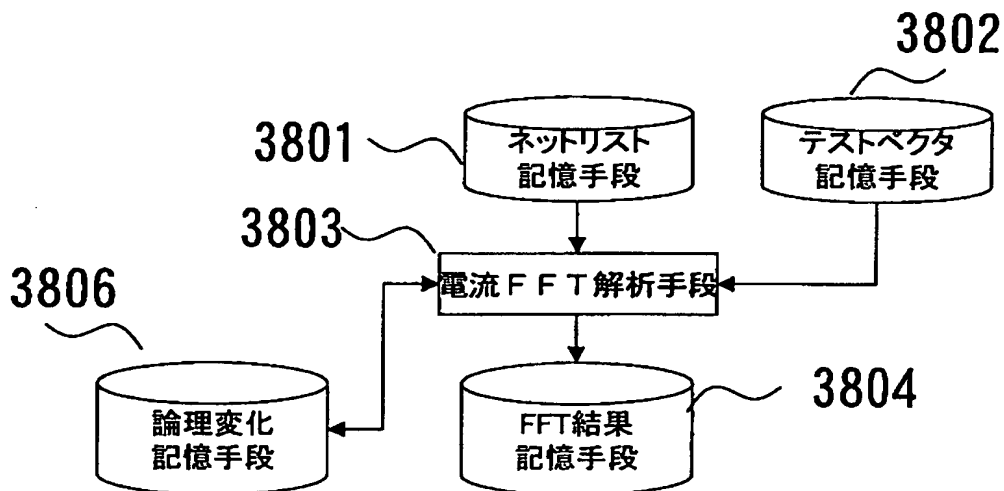 3802
3801
ネットリスト
記憶手段
テストベクタ
記憶手段
3803
電流ＦＦＴ解析手段
3806
論理変化
記憶手段
FFT結果
記憶手段
3804